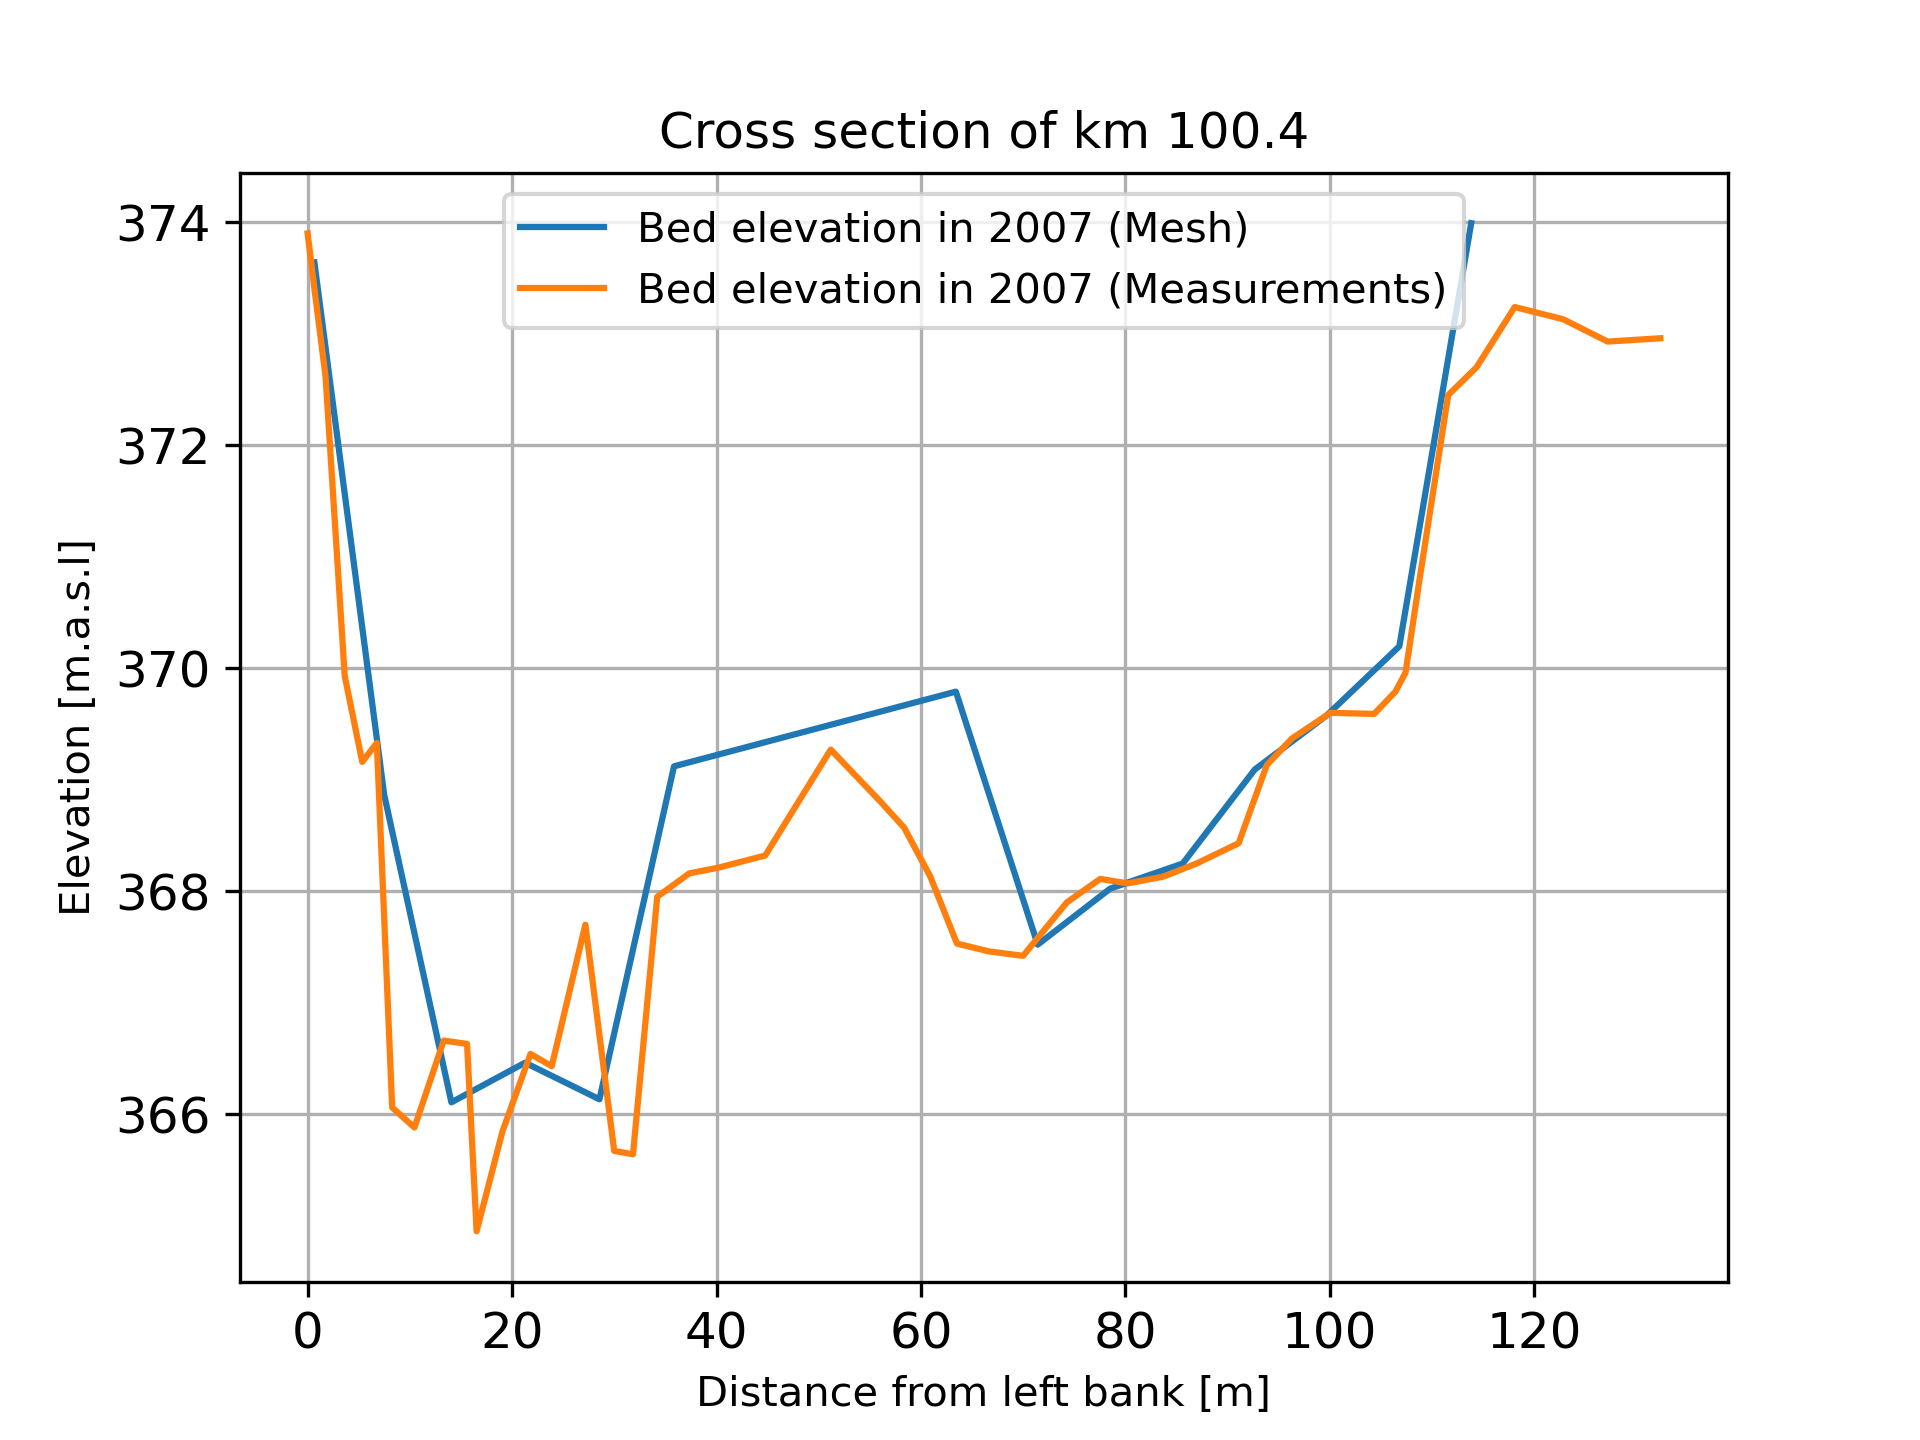 Cross section of km 100.4
Bed elevation in 2007 (Mesh)
Bed elevation in 2007 (Measurements)
Elevation [m.a.s.l]
374
372
370
368
366
0 20 40 60 80 100 120
Distance from left bank [m]